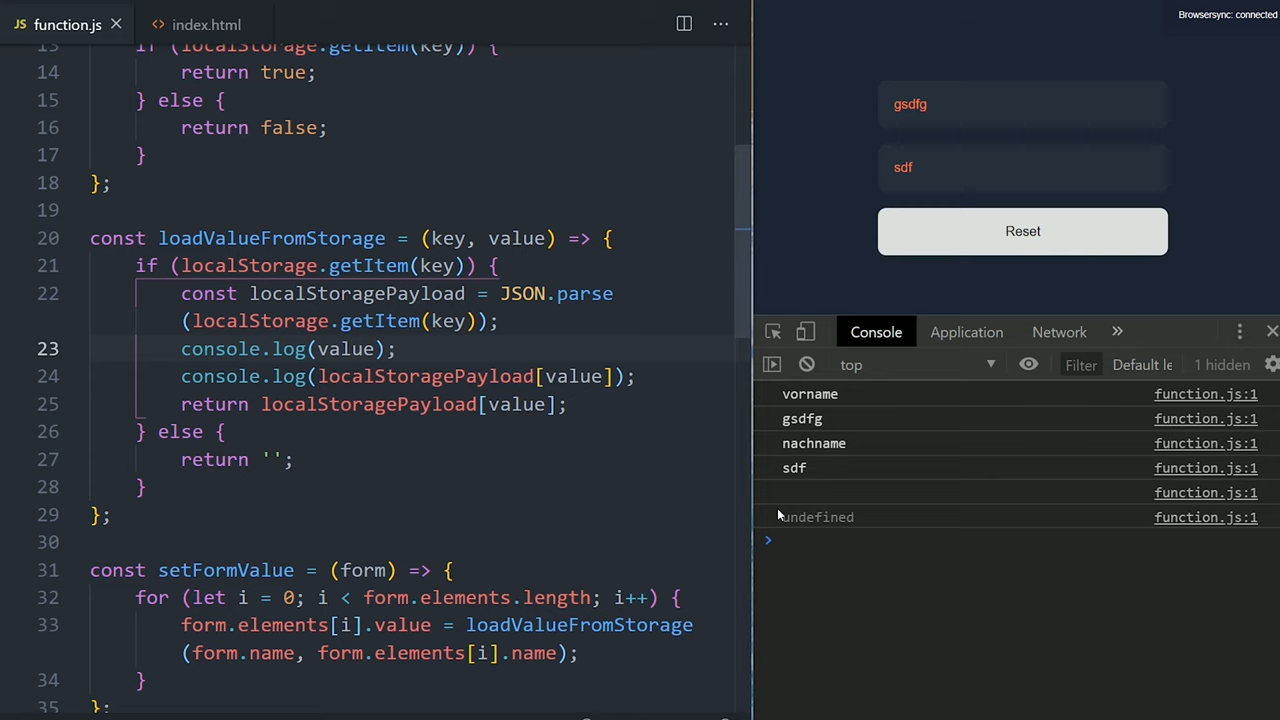 JS function.js × <> index.html ···
13 if (localStorage.getItem(key)) {
14 return true;
15 } else {
16 return false;
17 }
18 };
19
20 const loadValueFromStorage = (key, value) => {
21 if (localStorage.getItem(key)) {
22 const localStoragePayload = JSON.parse
(localStorage.getItem(key));
23 console.log(value);
24 console.log(localStoragePayload[value]);
25 return localStoragePayload[value];
26 } else {
27 return '';
28 }
29 };
30
31 const setFormValue = (form) => {
32 for (let i = 0; i < form.elements.length; i++) {
33 form.elements[i].value = loadValueFromStorage
(form.name, form.elements[i].name);
34 }
35 };
Browsersync: connected
gsdfg
sdf
Reset
Console Application Network »
top Filter Default le 1 hidden
vorname function.js:1
gsdfg function.js:1
nachname function.js:1
sdf function.js:1
function.js:1
undefined function.js:1
>